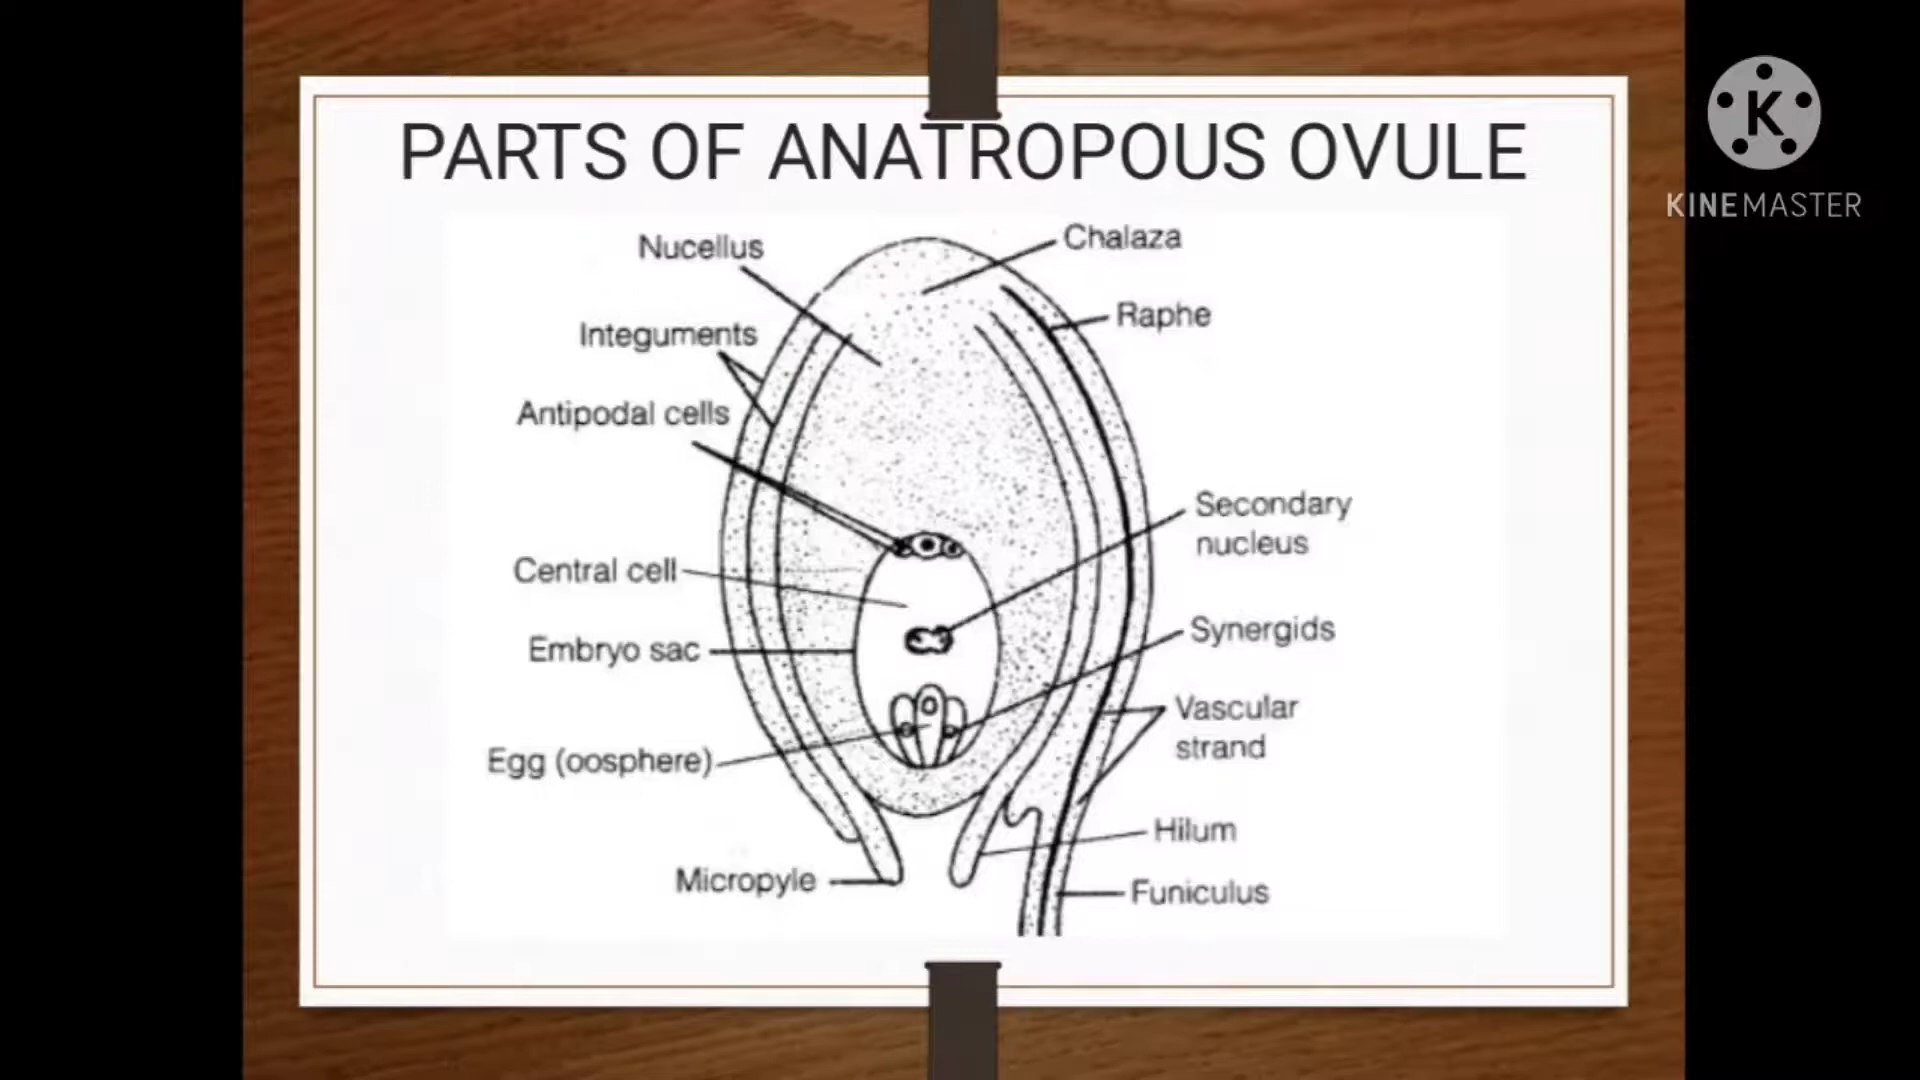 PARTS OF ANATROPOUS OVULE
K
KINEMASTER
Nucellus
Chalaza
Raphe
Integuments
Antipodal cells
Secondary
nucleus
Central cell
Synergids
Embryo sac
Vascular
strand
Egg (oosphere)
Hilum
Micropyle
Funiculus